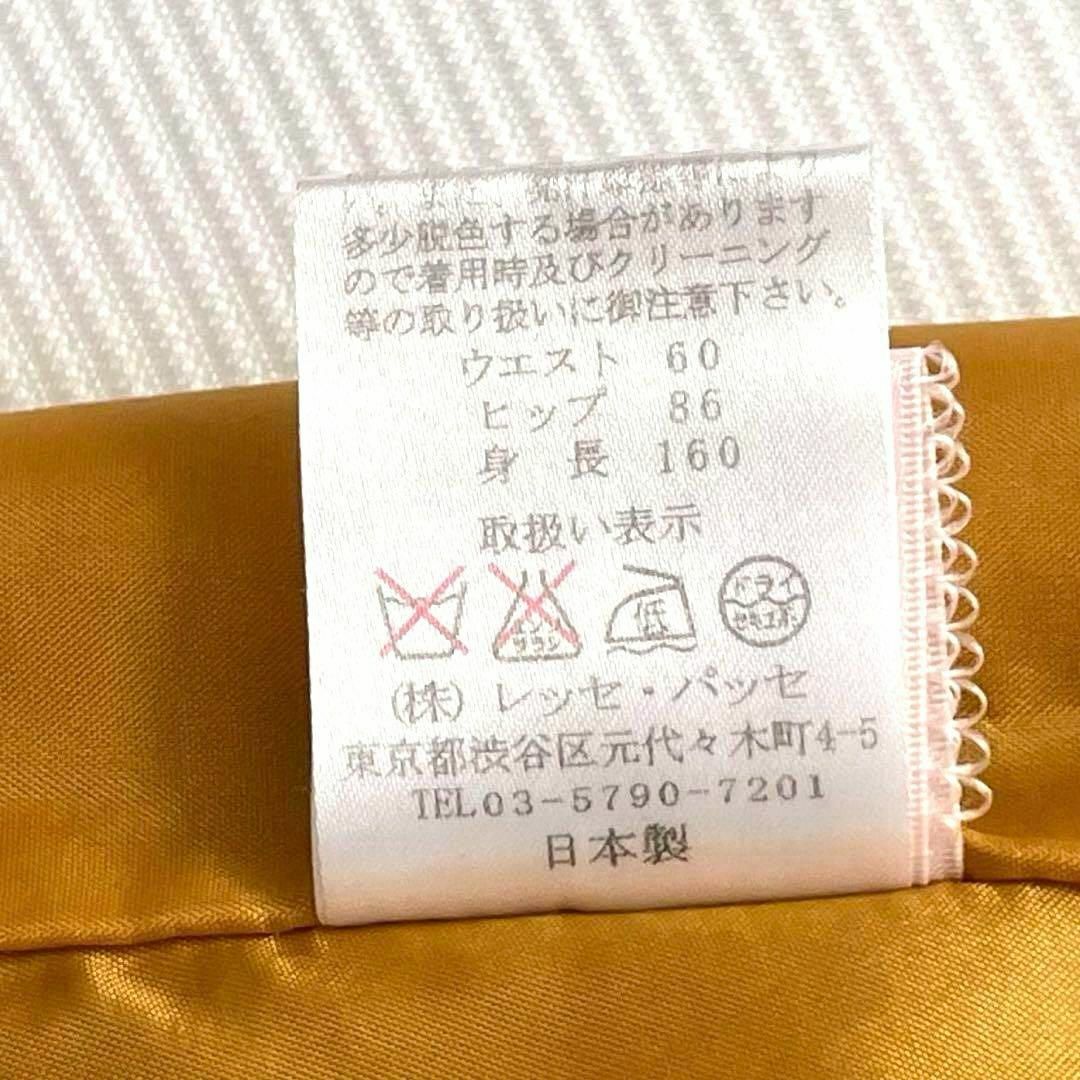 多少脱色する場合があります
ので着用時及びクリーニング
等の取り扱いに御注意下さい。
ウエスト 60
ヒップ 86
身 長 160
取扱い表示
低
ドライ
セキユ系
(株) レッセ・パッセ
東京都渋谷区元代々木町4-5
TEL03-5790-7201
日本製